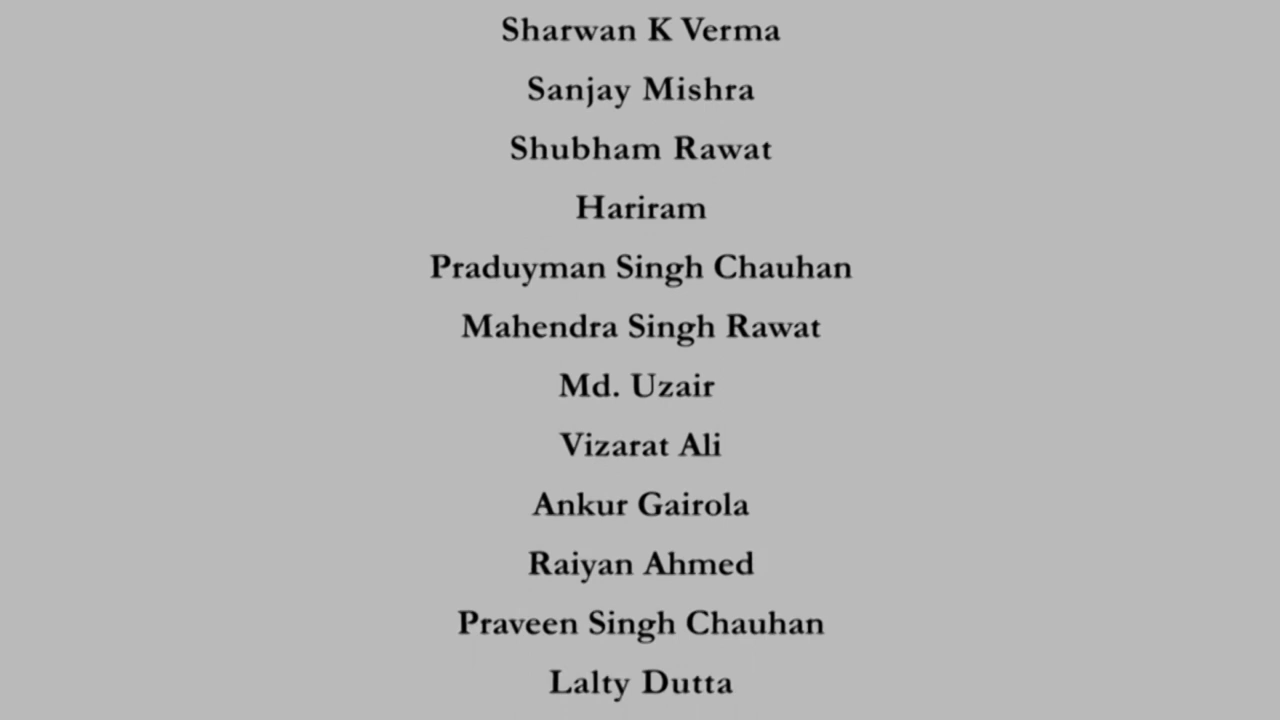 Sharwan K Verma
Sanjay Mishra
Shubham Rawat
Hariram
Praduyman Singh Chauhan
Mahendra Singh Rawat
Md. Uzair
Vizarat Ali
Ankur Gairola
Raiyan Ahmed
Praveen Singh Chauhan
Lalty Dutta